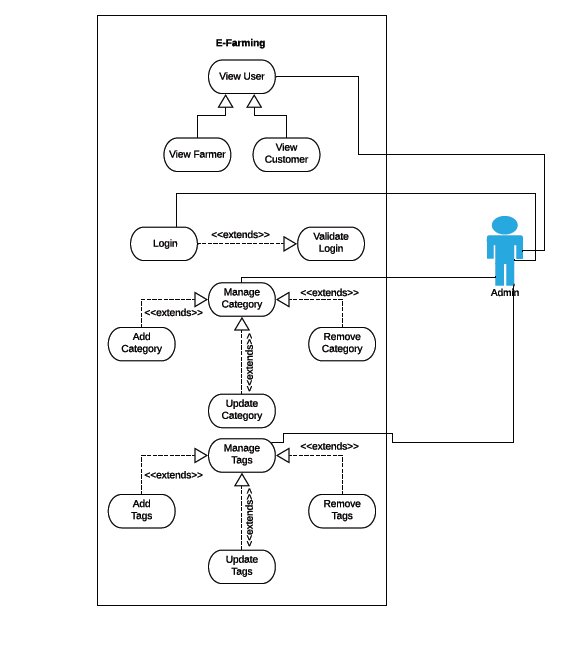 E-Farming
View User
View Farmer
View
Customer
<<extends>>
Login
Validate
Login
Admin
Manage
Category
<<extends>>
<<extends>>
Add
Category
<<extends>>
Remove
Category
Update
Category
Manage
Tags
<<extends>>
<<extends>>
Add
Tags
<<extends>>
Remove
Tags
Update
Tags